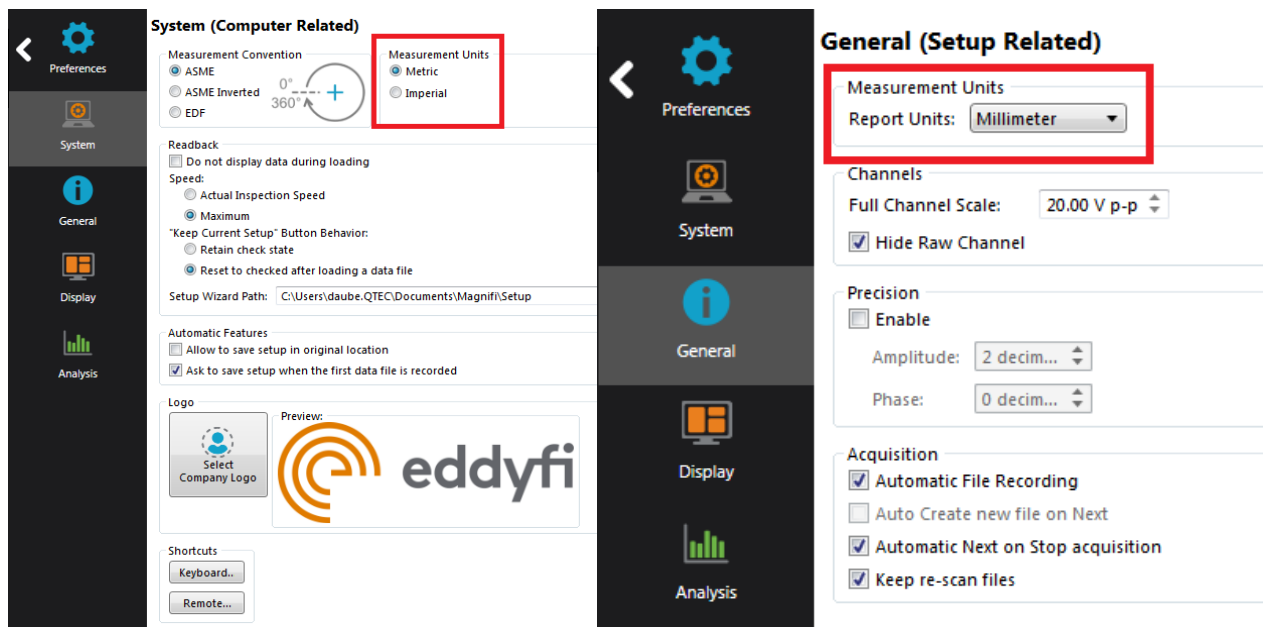 Preferences
System
General
Display
Analysis
System (Computer Related)
Measurement Convention
ASME
ASME Inverted
EDF
0°
360°
Measurement Units
Metric
Imperial
Readback
Do not display data during loading
Speed:
Actual Inspection Speed
Maximum
"Keep Current Setup" Button Behavior:
Retain check state
Reset to checked after loading a data file
Setup Wizard Path: C:\Users\daube.QTEC\Documents\Magnifi\Setup
Automatic Features
Allow to save setup in original location
Ask to save setup when the first data file is recorded
Logo
Select
Company Logo
Preview:
eddyfi
Shortcuts
Keyboard..
Remote...
Preferences
System
General
Display
Analysis
General (Setup Related)
Measurement Units
Report Units: Millimeter
Channels
Full Channel Scale: 20.00 V p-p
Hide Raw Channel
Precision
Enable
Amplitude: 2 decim...
Phase: 0 decim...
Acquisition
Automatic File Recording
Auto Create new file on Next
Automatic Next on Stop acquisition
Keep re-scan files